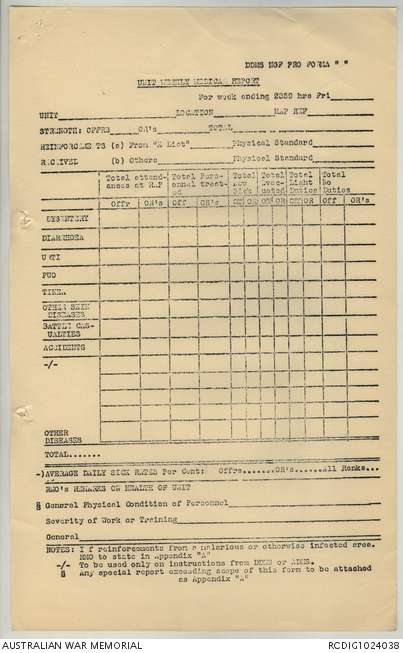 DDMS NGF PRO FORMA " "
UNIT WEEKLY MEDICAL REPORT
For week ending 2359 hrs Fri
UNIT LOCATION MAP REF
STRENGTH: OFFRS OR's TOTAL
REINFORCEMENTS (a) From "X List" Physical Standard
RECEIVED (b) Others Physical Standard
Total attendances at RAP Total Personnel treated Total new Sick Total Evacuated Total Light Duties Total No Duties
Offr OR's Off OR's Off OR Off OR Off OR Off OR's
DYSENTERY
DIARRHOEA
URTI
PUO
TINEA
OTHER SKIN
DISEASES
BATTLE CAS-
UALTIES
ACCIDENTS
-/-
OTHER
DISEASES
TOTAL.......
-)AVERAGE DAILY SICK RATES Per Cent: Offrs.......OR's.......All Ranks...
RMO's REMARKS ON HEALTH OF UNIT
§ General Physical Condition of Personnel
Severity of Work or Training
General
NOTES: If reinforcements from malarious or otherwise infected area.
RMO to state in Appendix "A"
-/- To be used only on instructions from DDMS or ADMS.
§ Any special report exceeding scope of this form to be attached
as Appendix "A"
AUSTRALIAN WAR MEMORIAL RCDIG1024038